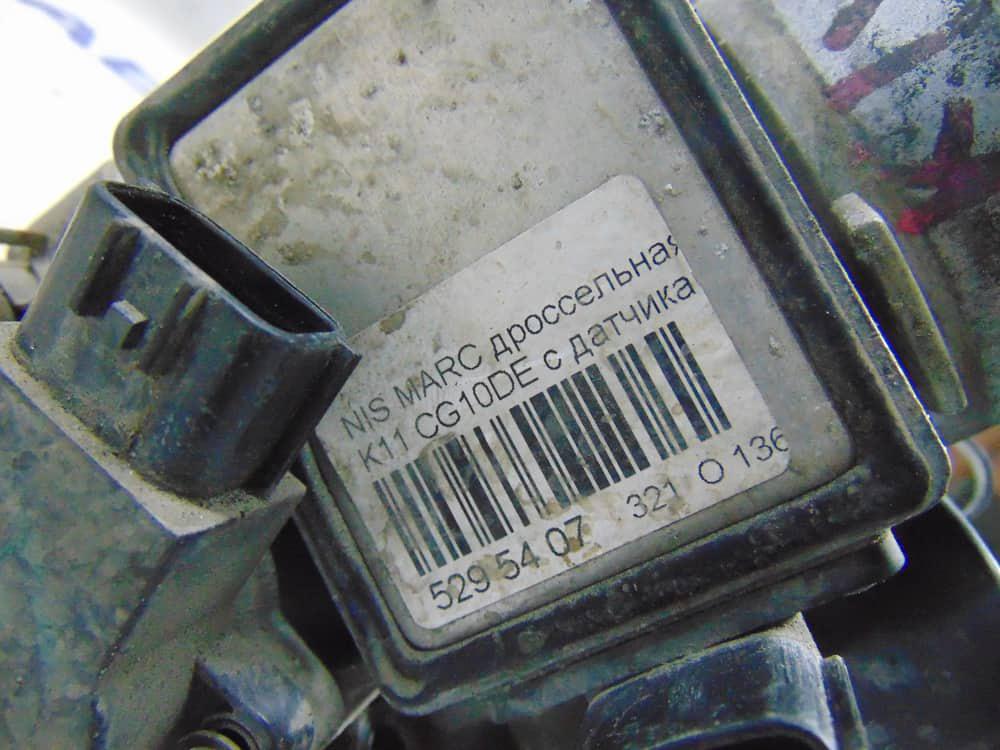 NIS MARC дроссельная
K11 CG10DE с датчика
529 54 07 321 O 136